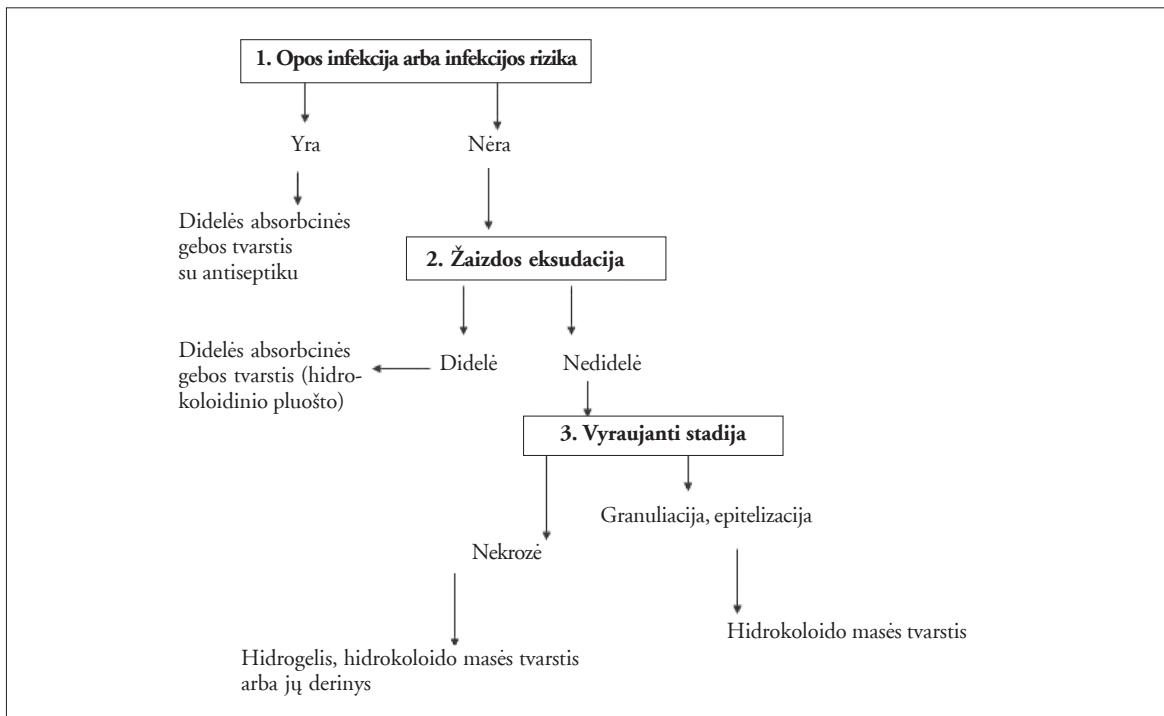 1. Opos infekcija arba infekcijos rizika
Yra
Nėra
Didelės absorbcinės
gebos tvarstis
su antiseptiku
2. Žaizdos eksudacija
Didelės absorbcinės
gebos tvarstis (hidro-
koloidinio pluošto)
Didelė
Nedidelė
3. Vyraujanti stadija
Granuliacija, epitelizacija
Nekrozė
Hidrokoloido masės tvarstis
Hidrogelis, hidrokoloido masės tvarstis
arba jų derinys